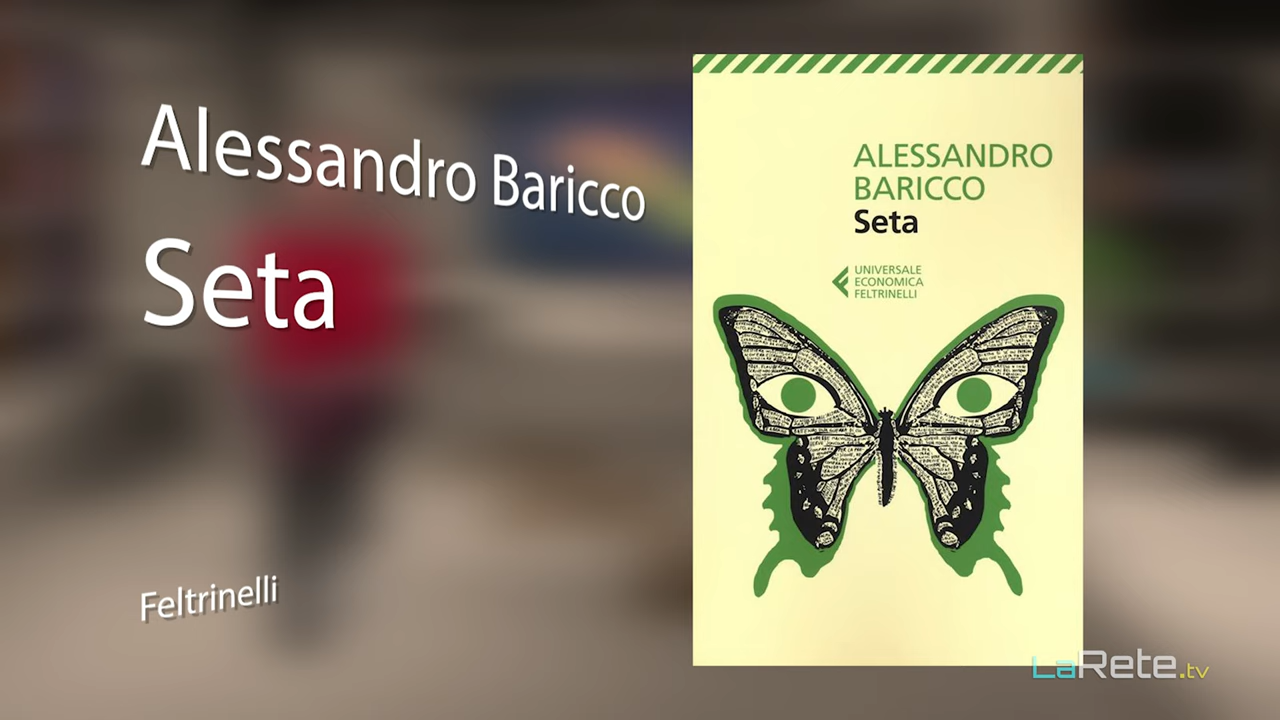 Alessandro Baricco
Seta
Feltrinelli
ALESSANDRO
BARICCO
Seta
UNIVERSALE
ECONOMICA
FELTRINELLI
LaRete.tv